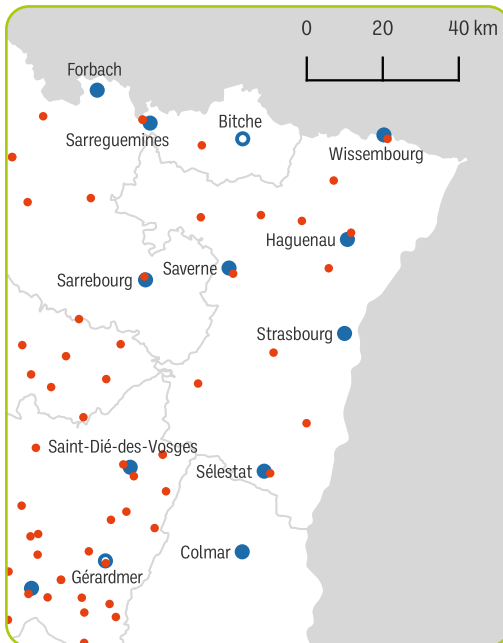 0 20 40 km
Forbach
Bitche
Sarreguemines
Wissembourg
Haguenau
Saverne
Sarrebourg
Strasbourg
Saint-Dié-des-Vosges
Sélestat
Colmar
Gérardmer